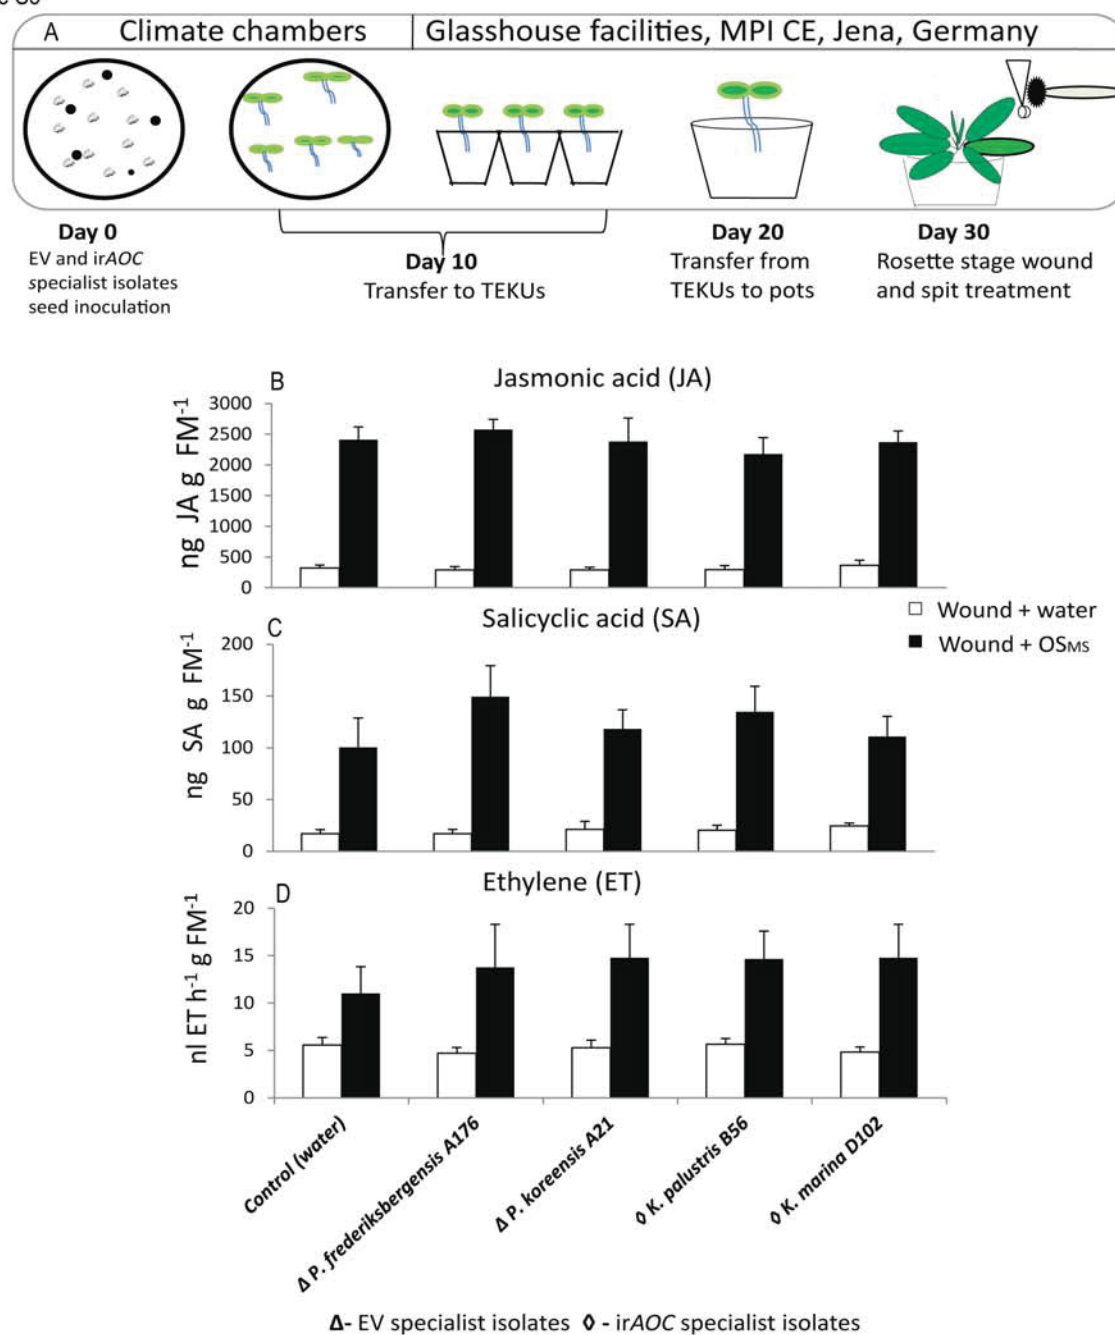 A Climate chambers Glasshouse facilities, MPI CE, Jena, Germany
Day 0
EV and irAOC
specialist isolates
seed inoculation
Day 10
Transfer to TEKUs
Day 20
Transfer from
TEKUs to pots
Day 30
Rosette stage wound
and spit treatment
B Jasmonic acid (JA)
ng JA g FM⁻¹
3000
2500
2000
1500
1000
500
0
C Salicyclic acid (SA)
ng SA g FM⁻¹
200
150
100
50
0
Wound + water
Wound + OSMS
D Ethylene (ET)
nl ET h⁻¹ g FM⁻¹
20
15
10
5
0
Control (water)
Δ P. frederiksbergensis A176
Δ P. koreensis A21
◊ K. palustris B56
◊ K. marina D102
Δ- EV specialist isolates ◊ - irAOC specialist isolates